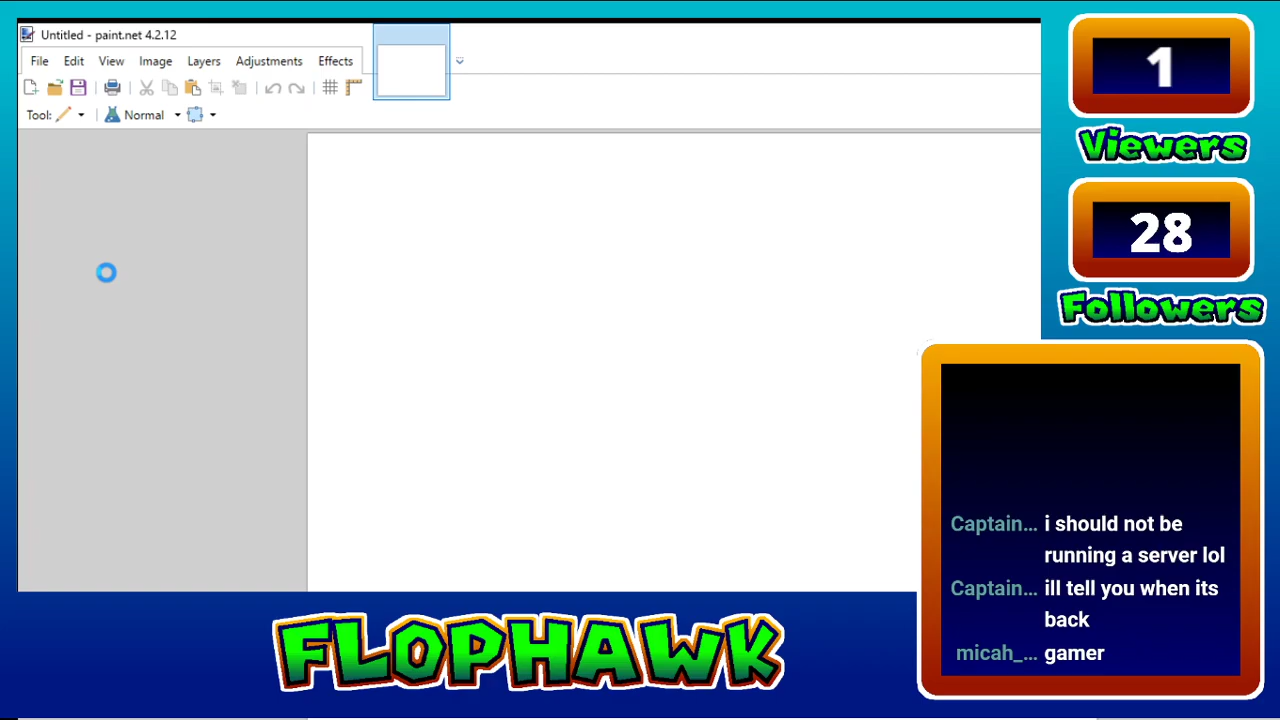 Untitled - paint.net 4.2.12
File Edit View Image Layers Adjustments Effects
Tool: Normal
1
Viewers
28
Followers
Captain... i should not be
running a server lol
Captain... ill tell you when its
back
micah_... gamer
FLOPHAWK